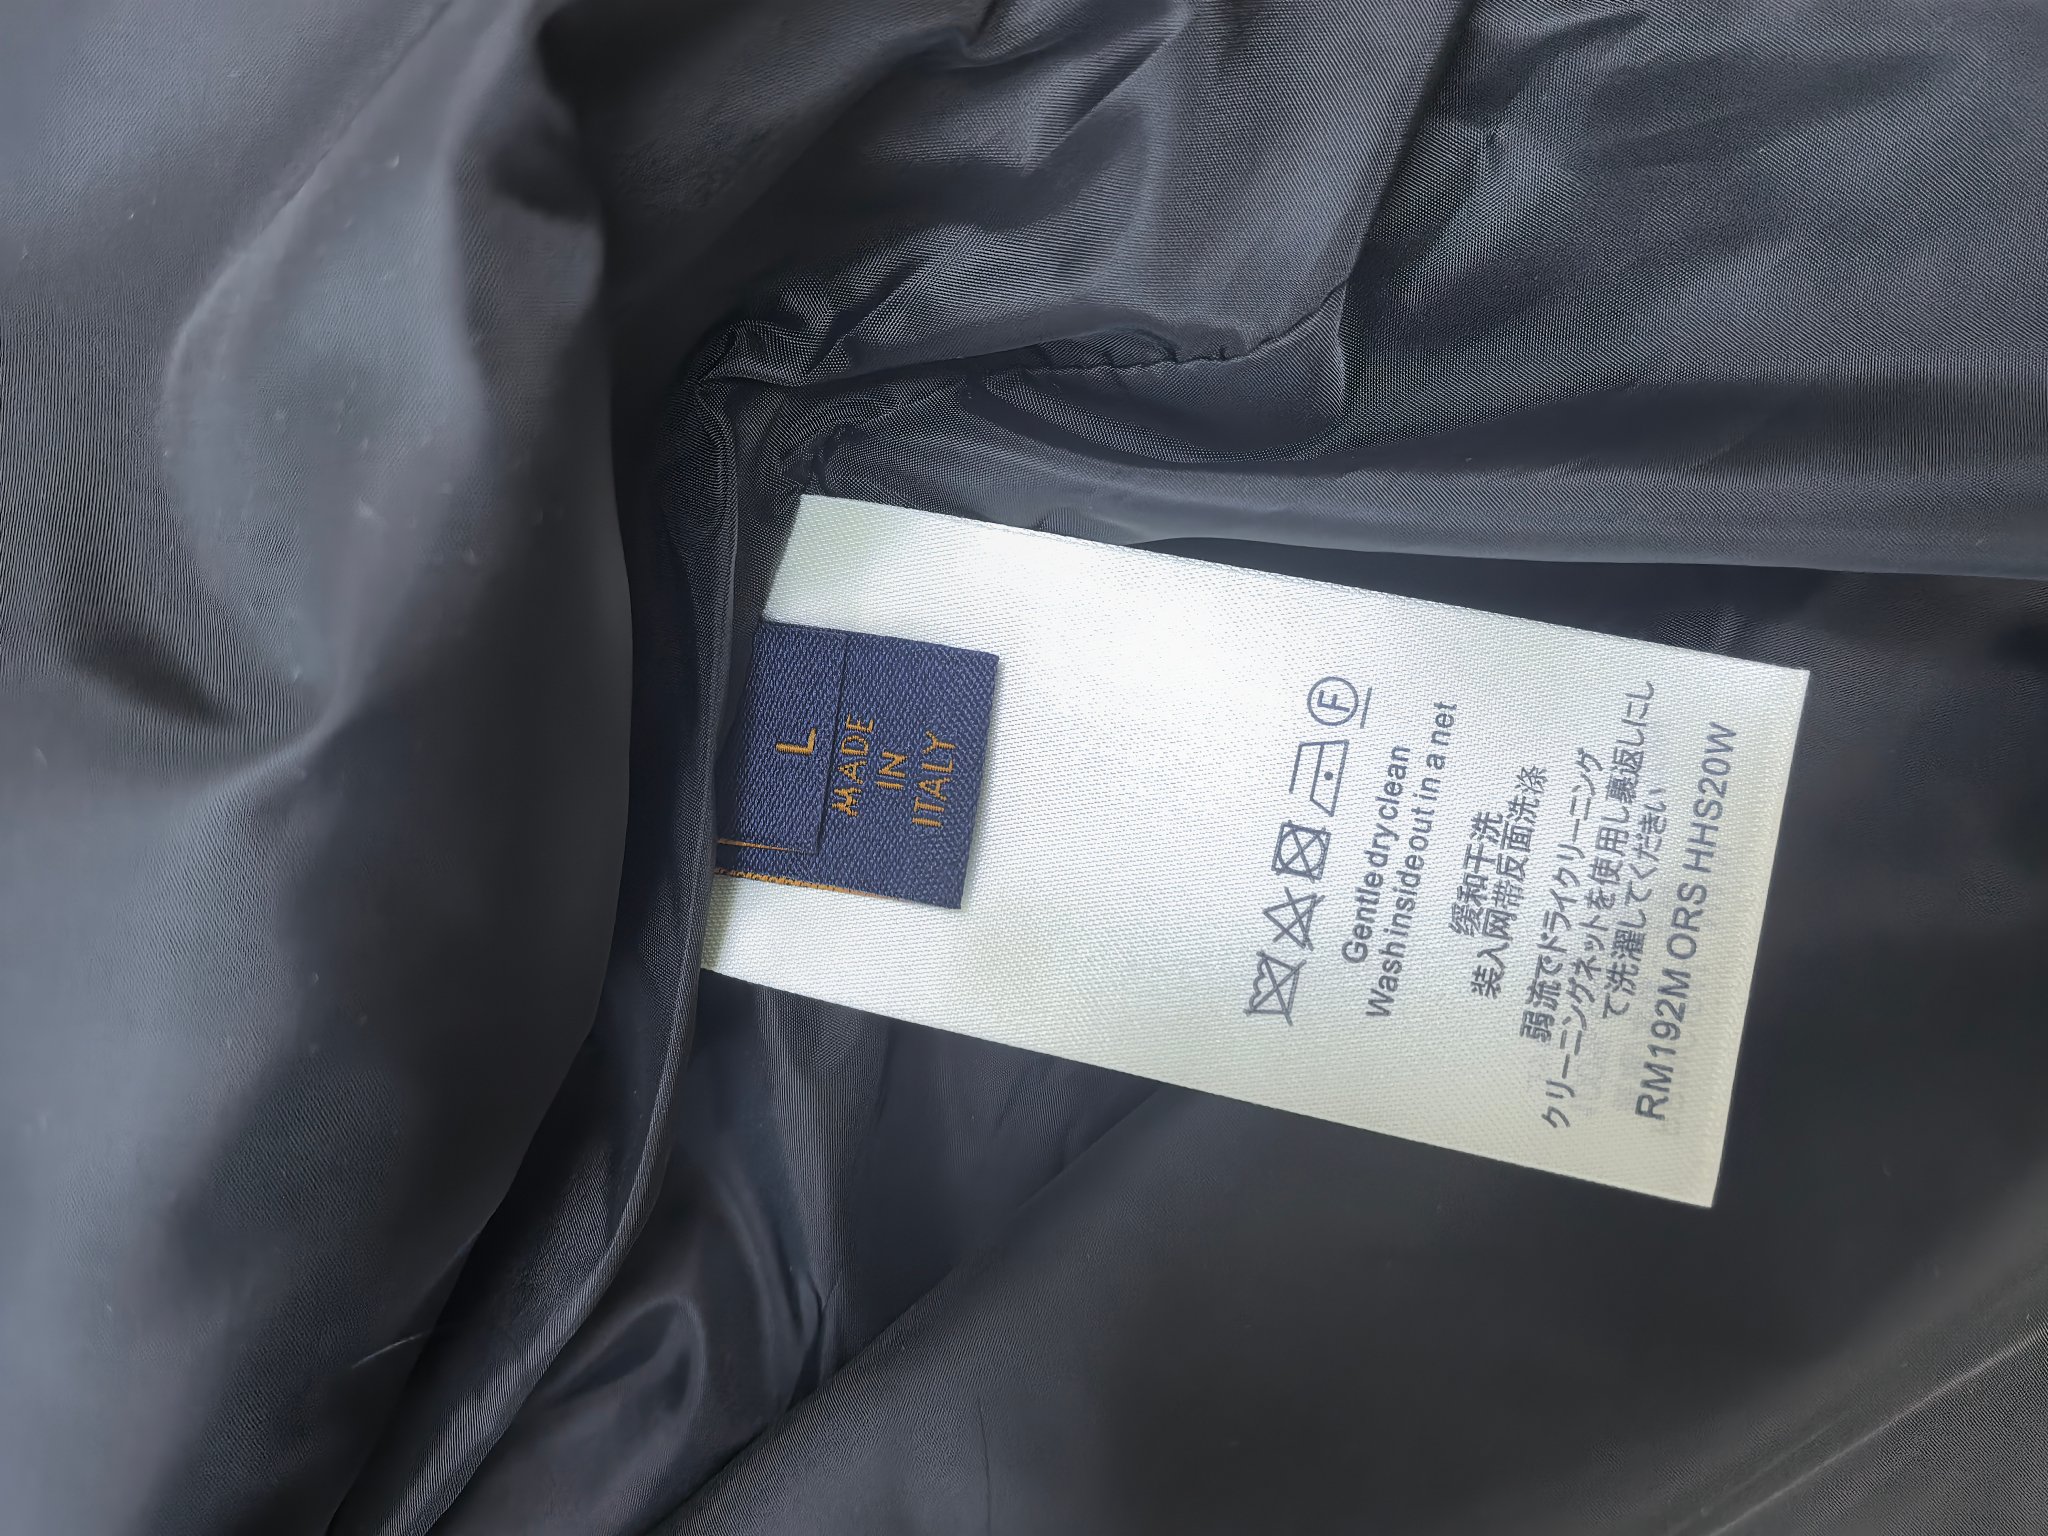 L
MADE
IN
ITALY
F
Gentle dry clean
Wash inside out in a net
缓和干洗
装入网带反面洗涤
弱流でドライクリーニング
クリーニングネットを使用し裏返しにし
て洗濯してください
RM192M ORS HHS20W